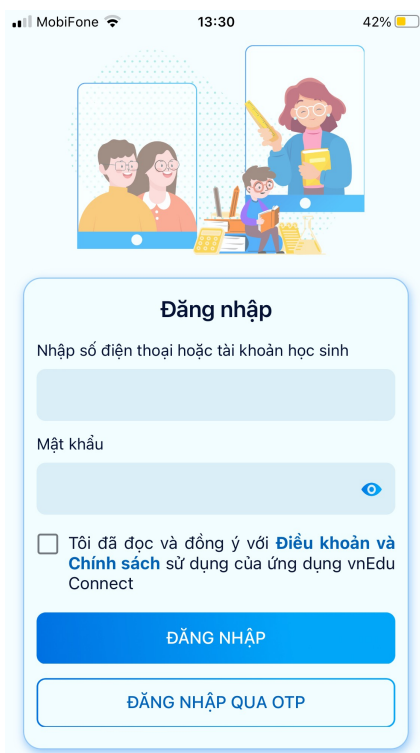 MobiFone 13:30 42%
Đăng nhập
Nhập số điện thoại hoặc tài khoản học sinh
Mật khẩu
Tôi đã đọc và đồng ý với Điều khoản và
Chính sách sử dụng của ứng dụng vnEdu
Connect
ĐĂNG NHẬP
ĐĂNG NHẬP QUA OTP